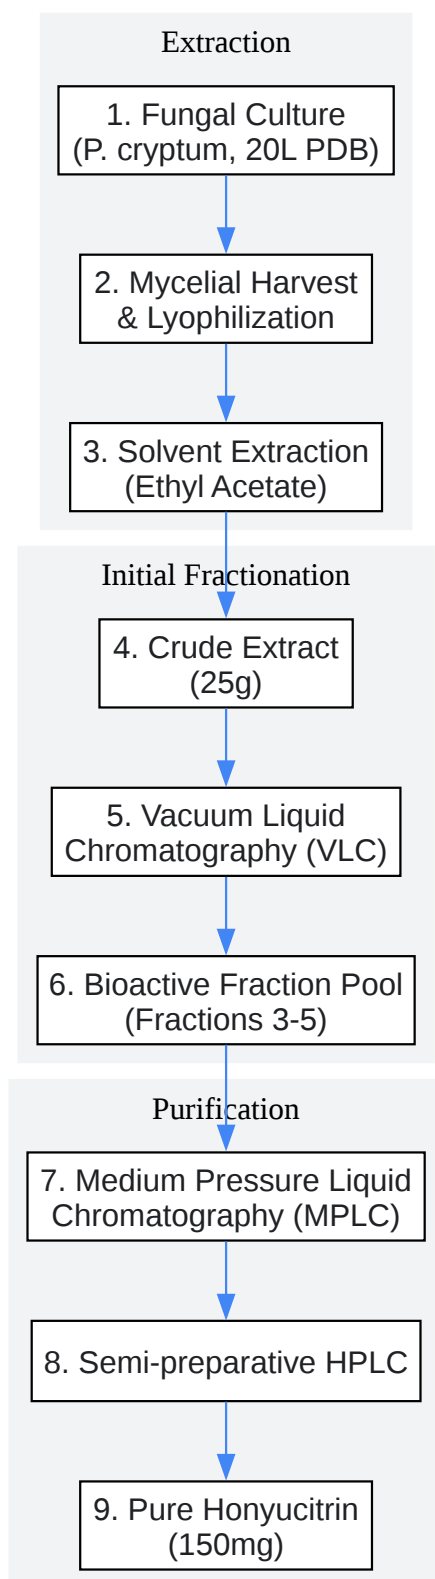 Extraction
1. Fungal Culture
(P. cryptum, 20L PDB)
2. Mycelial Harvest
& Lyophilization
3. Solvent Extraction
(Ethyl Acetate)
Initial Fractionation
4. Crude Extract
(25g)
5. Vacuum Liquid
Chromatography (VLC)
6. Bioactive Fraction Pool
(Fractions 3-5)
Purification
7. Medium Pressure Liquid
Chromatography (MPLC)
8. Semi-preparative HPLC
9. Pure Honyucitrin
(150mg)